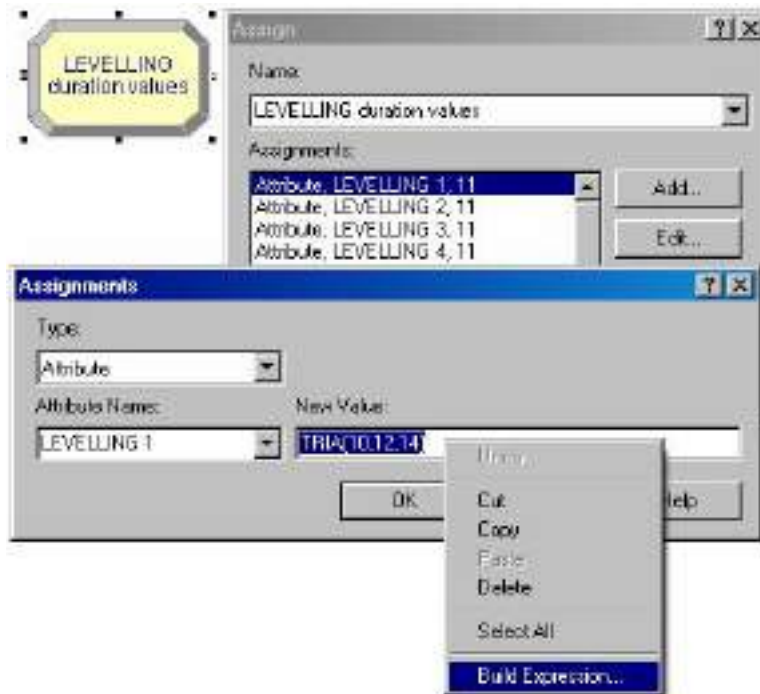 LEVELLING
duration values
Assign
Name:
LEVELLING duration values
Assignments:
Attribute, LEVELLING 1, 11
Attribute, LEVELLING 2, 11
Attribute, LEVELLING 3, 11
Attribute, LEVELLING 4, 11
Add...
Edit...
Assignments
Type:
Attribute
Attribute Name:
New Value:
LEVELLING 1
TRIA(10,12,14)
OK
Help
Undo
Cut
Copy
Paste
Delete
Select All
Build Expression...